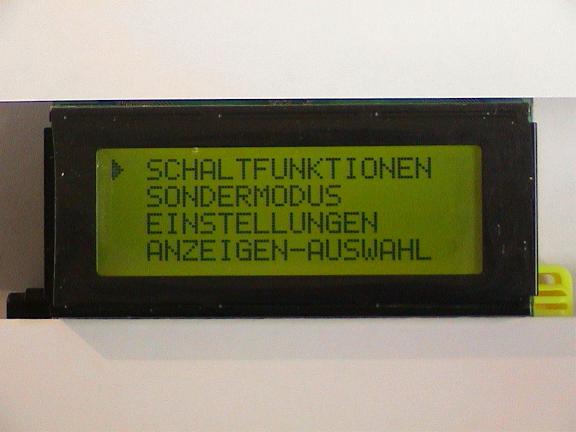 SCHALTFUNKTIONEN
SONDERMODUS
EINSTELLUNGEN
ANZEIGEN-AUSWAHL